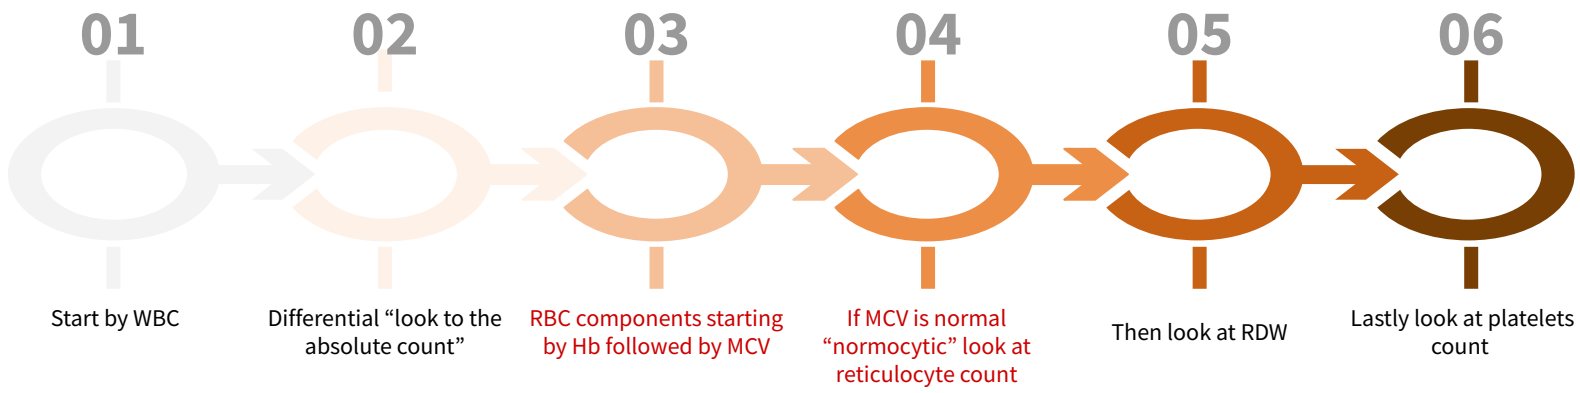 01
02
03
04
05
06
Start by WBC
Differential “look to the
absolute count”
RBC components starting
by Hb followed by MCV
If MCV is normal
“normocytic” look at
reticulocyte count
Then look at RDW
Lastly look at platelets
count